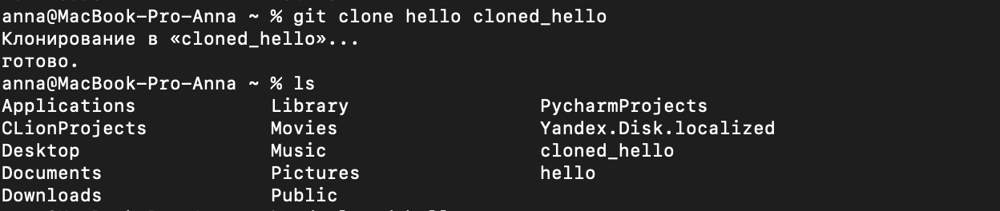 anna@MacBook-Pro-Anna ~ % git clone hello cloned_hello
Клонирование в «cloned_hello»...
готово.
anna@MacBook-Pro-Anna ~ % ls
Applications Library PycharmProjects
CLionProjects Movies Yandex.Disk.localized
Desktop Music cloned_hello
Documents Pictures hello
Downloads Public